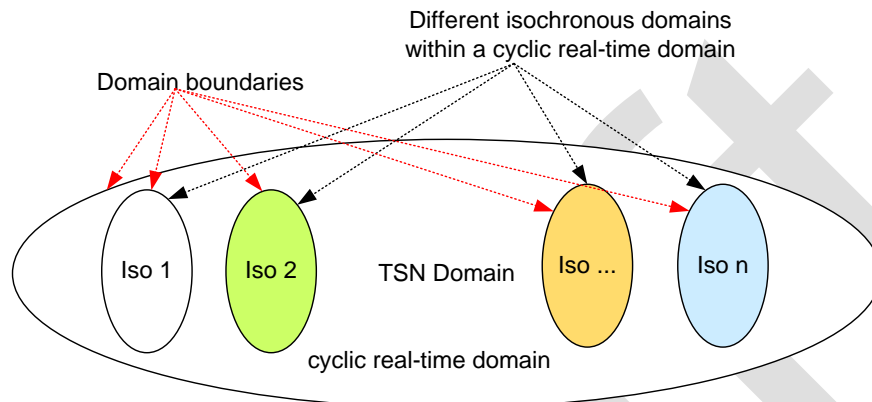 Different isochronous domains
within a cyclic real-time domain
Domain boundaries
Iso 1
Iso 2
TSN Domain
Iso ...
Iso n
cyclic real-time domain